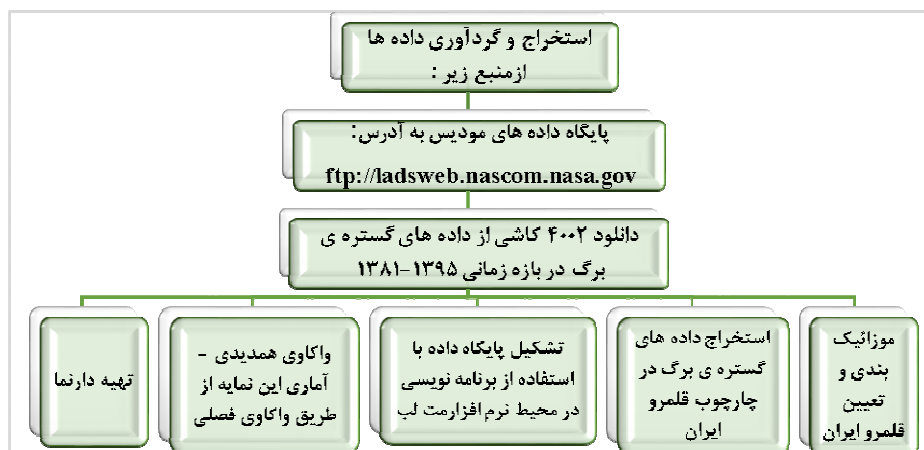 استخراج و گردآوری داده ها
ازمنبع زیر :
پایگاه داده های مودیس به آدرس:
ftp://ladsweb.nascom.nasa.gov
دانلود ۴۰۰۲ کاشی از داده های گستره ی
برگ در بازه زمانی ۱۳۹۵-۱۳۸۱
موزائیک
بندی و
تعیین
قلمرو ایران
استخراج داده های
گستره ی برگ در
چارچوب قلمرو
ایران
تشکیل پایگاه داده با
استفاده از برنامه نویسی
در محیط نرم افزارمت لب
واکاوی همدیدی -
آماری این نمایه از
طریق واکاوی فصلی
تهیه دارنما